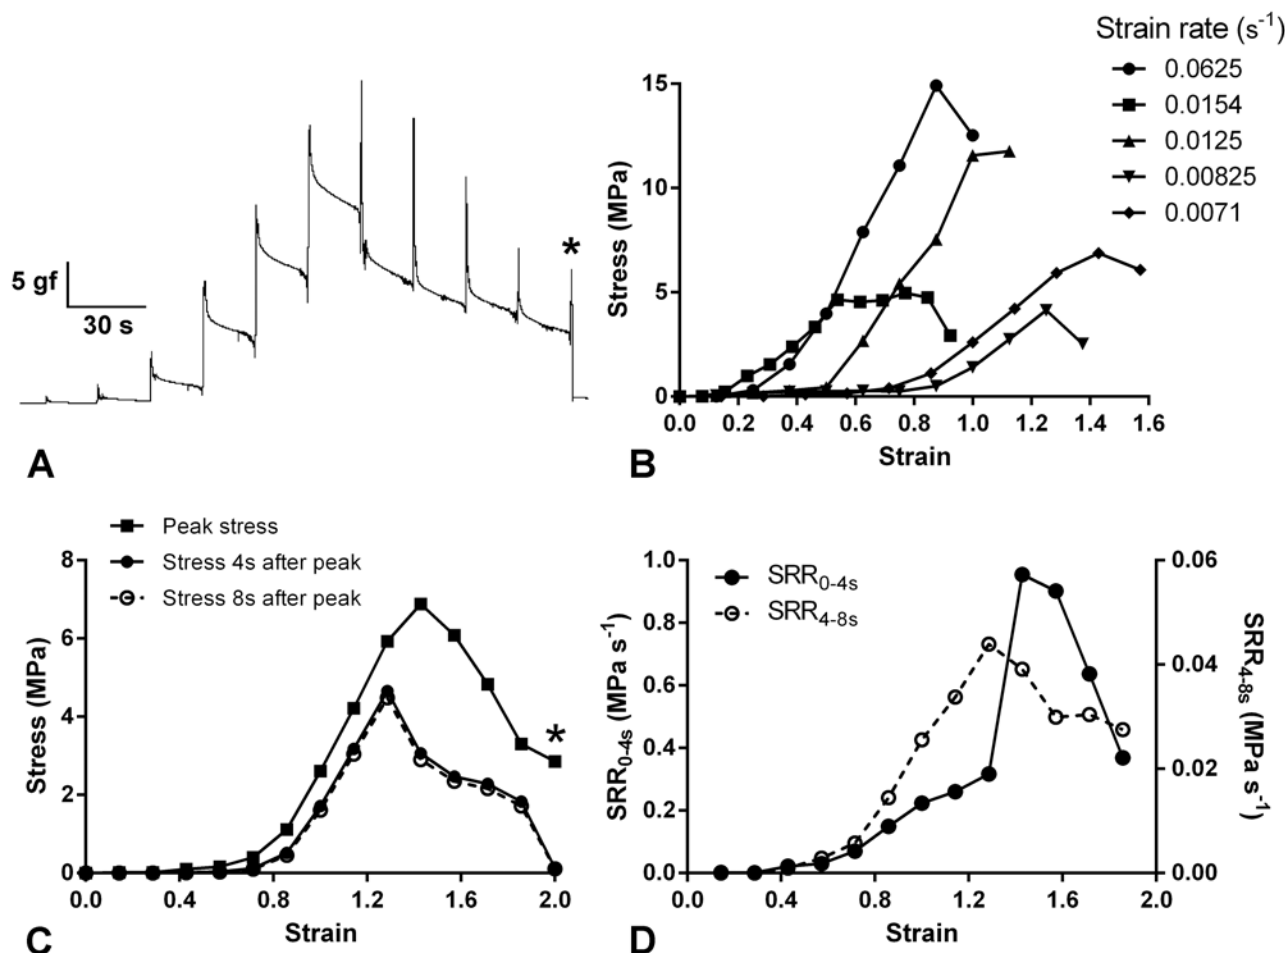 5 gf
30 s
*
A
Strain rate (s-1)
0.0625
0.0154
0.0125
0.00825
0.0071
15
10
5
0
Stress (MPa)
0.0 0.2 0.4 0.6 0.8 1.0 1.2 1.4 1.6
Strain
B
Peak stress
Stress 4s after peak
Stress 8s after peak
8
6
4
2
0
Stress (MPa)
*
0.0 0.4 0.8 1.2 1.6 2.0
Strain
C
SRR0-4s
SRR4-8s
1.0
0.8
0.6
0.4
0.2
0.0
SRR0-4s (MPa s-1)
0.06
0.04
0.02
0.00
SRR4-8s (MPa s-1)
0.0 0.4 0.8 1.2 1.6 2.0
Strain
D